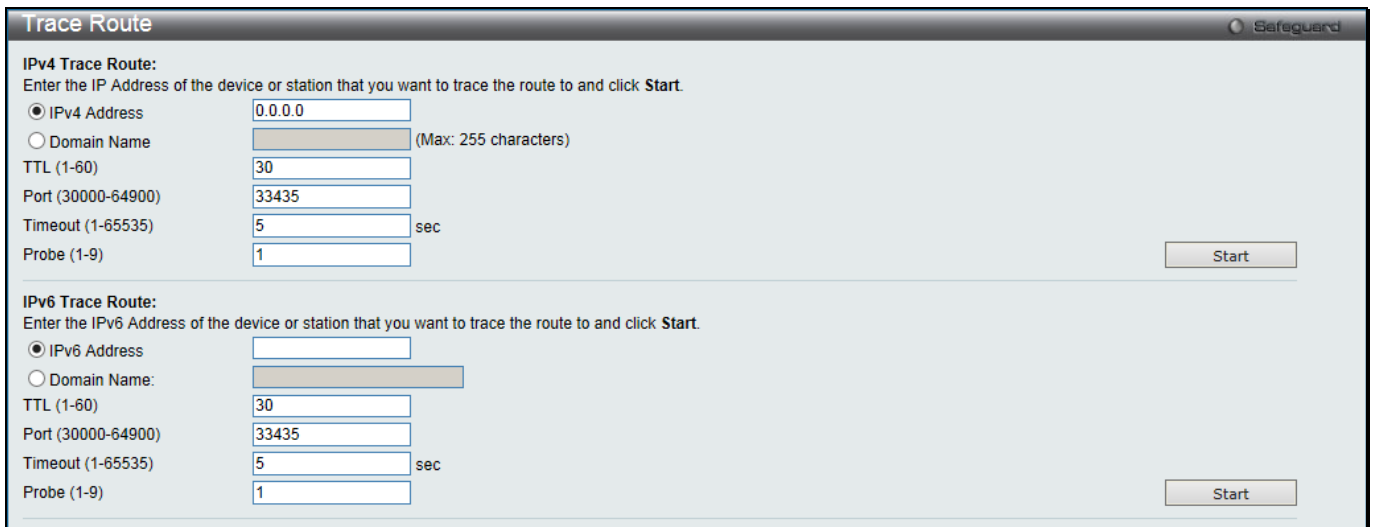 Trace Route
Safeguard
IPv4 Trace Route:
Enter the IP Address of the device or station that you want to trace the route to and click Start.
IPv4 Address 0.0.0.0
Domain Name (Max: 255 characters)
TTL (1-60) 30
Port (30000-64900) 33435
Timeout (1-65535) 5 sec
Probe (1-9) 1 Start
IPv6 Trace Route:
Enter the IPv6 Address of the device or station that you want to trace the route to and click Start.
IPv6 Address
Domain Name:
TTL (1-60) 30
Port (30000-64900) 33435
Timeout (1-65535) 5 sec
Probe (1-9) 1 Start